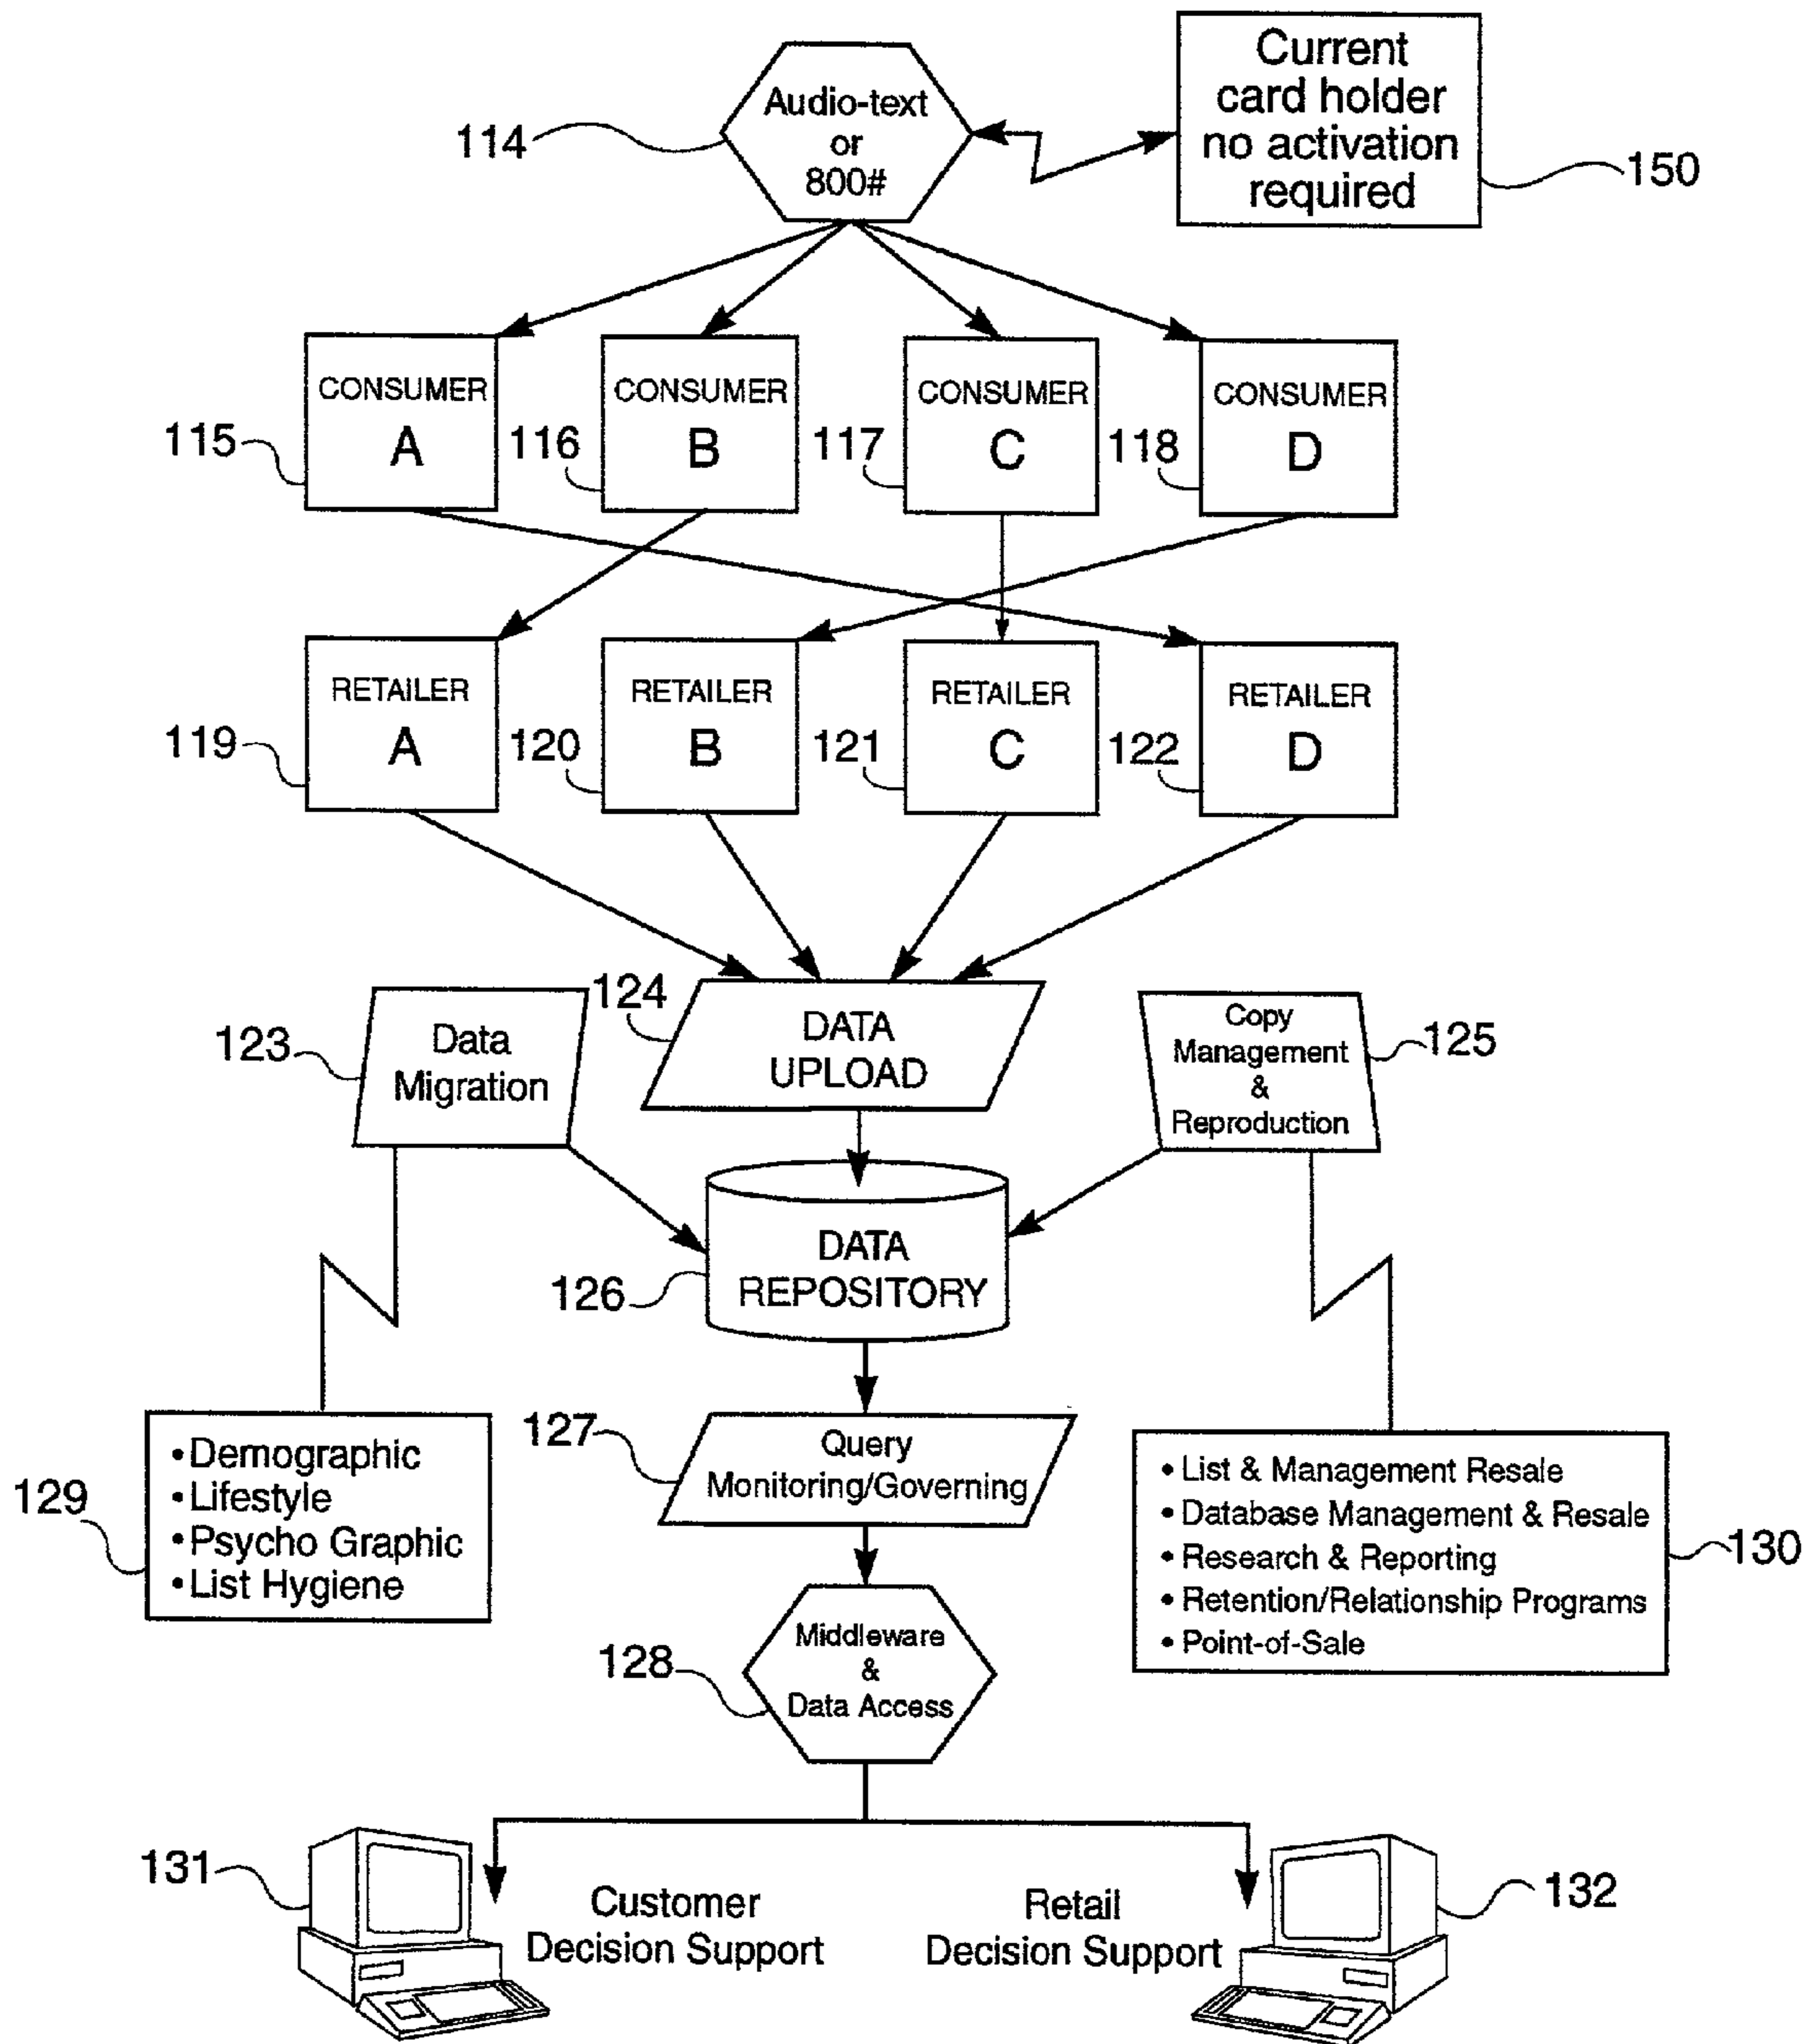 Current
card holder
no activation
required
150
Audio-text
or
800#
114
CONSUMER
A
115
CONSUMER
B
116
CONSUMER
C
117
CONSUMER
D
118
RETAILER
A
119
RETAILER
B
120
RETAILER
C
121
RETAILER
D
122
123
Data
Migration
124
DATA
UPLOAD
Copy
Management
&
Reproduction
125
DATA
REPOSITORY
126
127
Query
Monitoring/Governing
129
•Demographic
•Lifestyle
•Psycho Graphic
•List Hygiene
• List & Management Resale
• Database Management & Resale
• Research & Reporting
• Retention/Relationship Programs
• Point-of-Sale
130
128
Middleware
&
Data Access
131
Customer
Decision Support
Retail
Decision Support
132